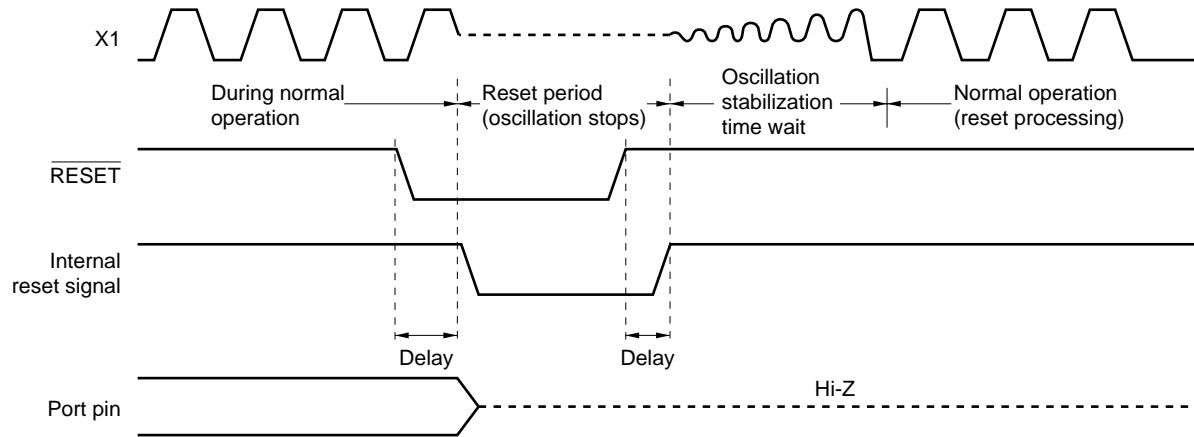 X1
During normal
operation
Reset period
(oscillation stops)
Oscillation
stabilization
time wait
Normal operation
(reset processing)
RESET
Internal
reset signal
Delay
Delay
Hi-Z
Port pin